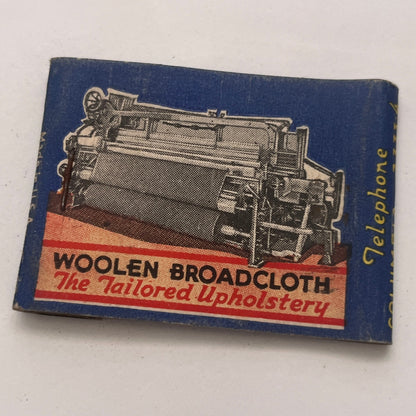 WOOLEN BROADCLOTH
The Tailored Upholstery
Telephone